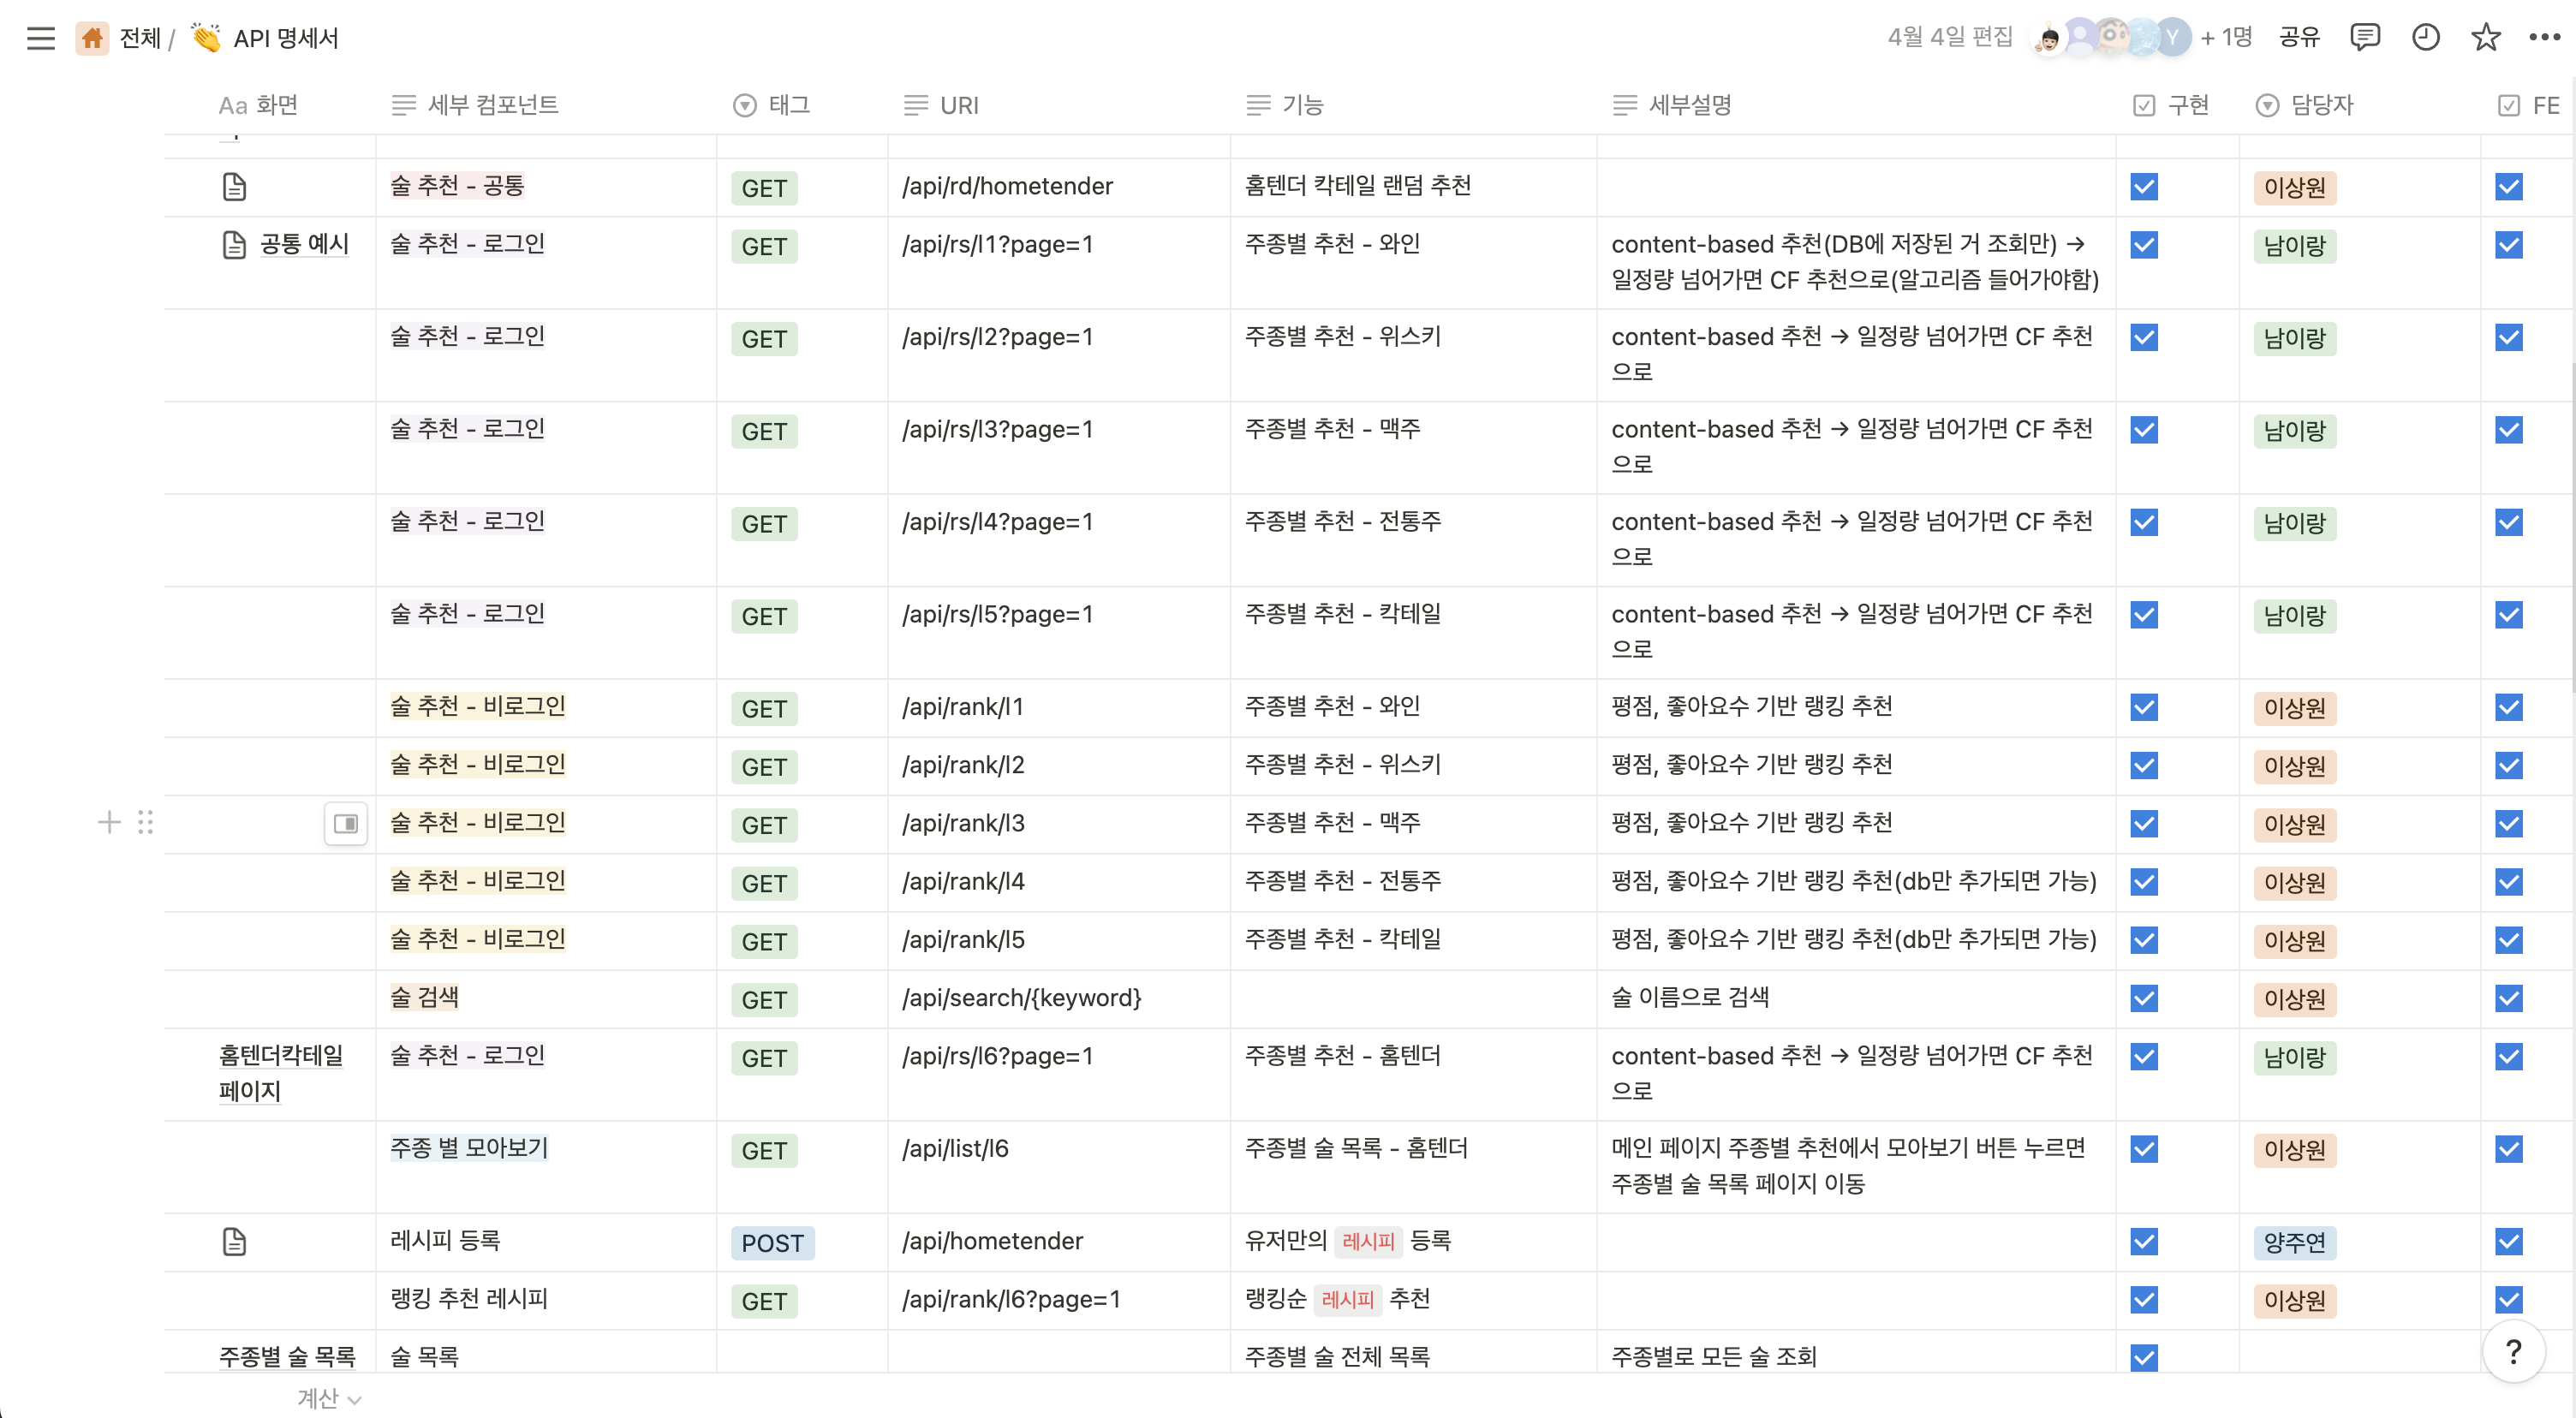 전체 / 👏 API 명세서
4월 4일 편집 Y + 1명 공유
Aa 화면 세부 컴포넌트 태그 URI 기능 세부설명 구현 담당자 FE
술 추천 - 공통 GET /api/rd/hometender 홈텐더 칵테일 랜덤 추천 이상원
공통 예시 술 추천 - 로그인 GET /api/rs/l1?page=1 주종별 추천 - 와인 content-based 추천(DB에 저장된 거 조회만) →
일정량 넘어가면 CF 추천으로(알고리즘 들어가야함) 남이랑
술 추천 - 로그인 GET /api/rs/l2?page=1 주종별 추천 - 위스키 content-based 추천 → 일정량 넘어가면 CF 추천
으로 남이랑
술 추천 - 로그인 GET /api/rs/l3?page=1 주종별 추천 - 맥주 content-based 추천 → 일정량 넘어가면 CF 추천
으로 남이랑
술 추천 - 로그인 GET /api/rs/l4?page=1 주종별 추천 - 전통주 content-based 추천 → 일정량 넘어가면 CF 추천
으로 남이랑
술 추천 - 로그인 GET /api/rs/l5?page=1 주종별 추천 - 칵테일 content-based 추천 → 일정량 넘어가면 CF 추천
으로 남이랑
술 추천 - 비로그인 GET /api/rank/l1 주종별 추천 - 와인 평점, 좋아요수 기반 랭킹 추천 이상원
술 추천 - 비로그인 GET /api/rank/l2 주종별 추천 - 위스키 평점, 좋아요수 기반 랭킹 추천 이상원
술 추천 - 비로그인 GET /api/rank/l3 주종별 추천 - 맥주 평점, 좋아요수 기반 랭킹 추천 이상원
술 추천 - 비로그인 GET /api/rank/l4 주종별 추천 - 전통주 평점, 좋아요수 기반 랭킹 추천(db만 추가되면 가능) 이상원
술 추천 - 비로그인 GET /api/rank/l5 주종별 추천 - 칵테일 평점, 좋아요수 기반 랭킹 추천(db만 추가되면 가능) 이상원
술 검색 GET /api/search/{keyword} 술 이름으로 검색 이상원
홈텐더칵테일
페이지 술 추천 - 로그인 GET /api/rs/l6?page=1 주종별 추천 - 홈텐더 content-based 추천 → 일정량 넘어가면 CF 추천
으로 남이랑
주종 별 모아보기 GET /api/list/l6 주종별 술 목록 - 홈텐더 메인 페이지 주종별 추천에서 모아보기 버튼 누르면
주종별 술 목록 페이지 이동 이상원
레시피 등록 POST /api/hometender 유저만의 레시피 등록 양주연
랭킹 추천 레시피 GET /api/rank/l6?page=1 랭킹순 레시피 추천 이상원
주종별 술 목록 술 목록 주종별 술 전체 목록 주종별로 모든 술 조회
?
계산